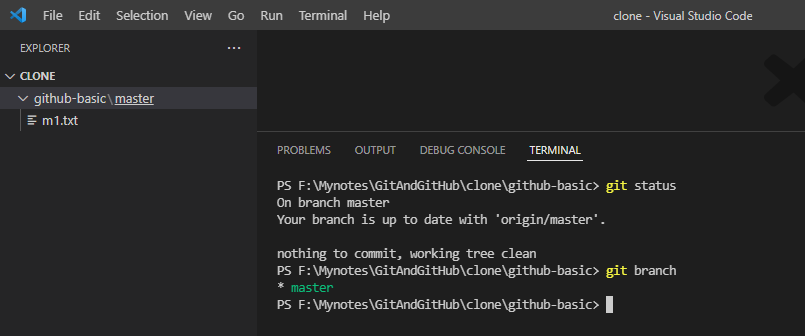 File Edit Selection View Go Run Terminal Help clone - Visual Studio Code
EXPLORER ···
CLONE
github-basic\master
m1.txt
PROBLEMS OUTPUT DEBUG CONSOLE TERMINAL
PS F:\Mynotes\GitAndGitHub\clone\github-basic> git status
On branch master
Your branch is up to date with 'origin/master'.
nothing to commit, working tree clean
PS F:\Mynotes\GitAndGitHub\clone\github-basic> git branch
* master
PS F:\Mynotes\GitAndGitHub\clone\github-basic>